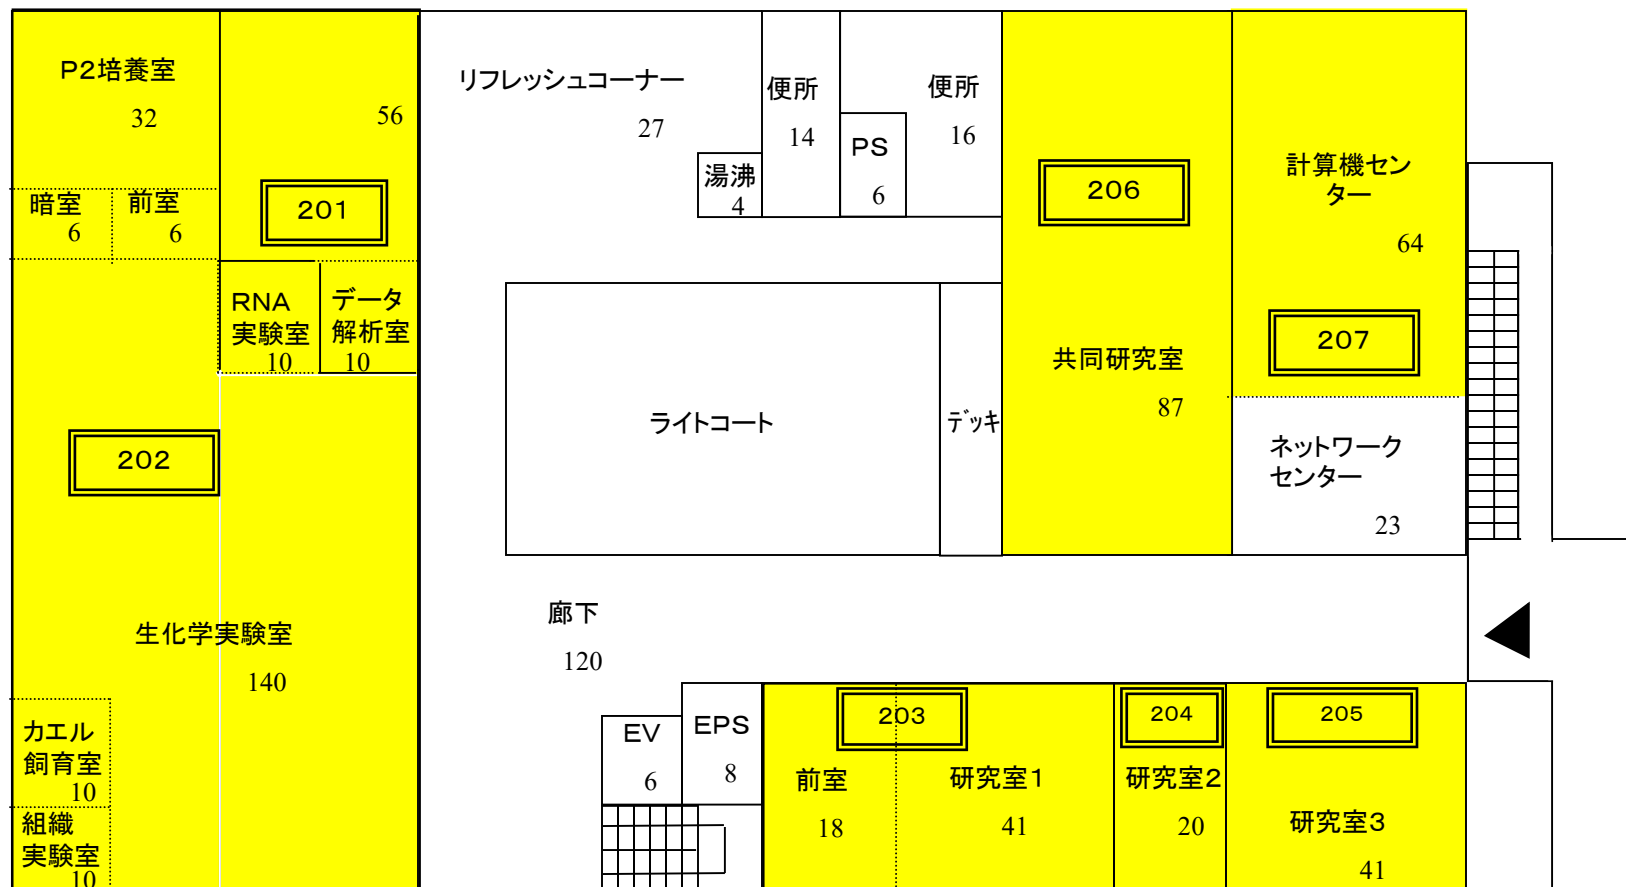 P2培養室
32
56
暗室
6
前室
6
201
RNA
実験室
10
データ
解析室
10
202
生化学実験室
140
カエル
飼育室
10
組織
実験室
10
リフレッシュコーナー
27
湯沸
4
便所
14
PS
6
便所
16
ライトコート
デッキ
206
共同研究室
87
計算機セン
ター
64
207
ネットワーク
センター
23
廊下
120
EV
6
EPS
8
203
前室
18
研究室1
41
204
研究室2
20
205
研究室3
41